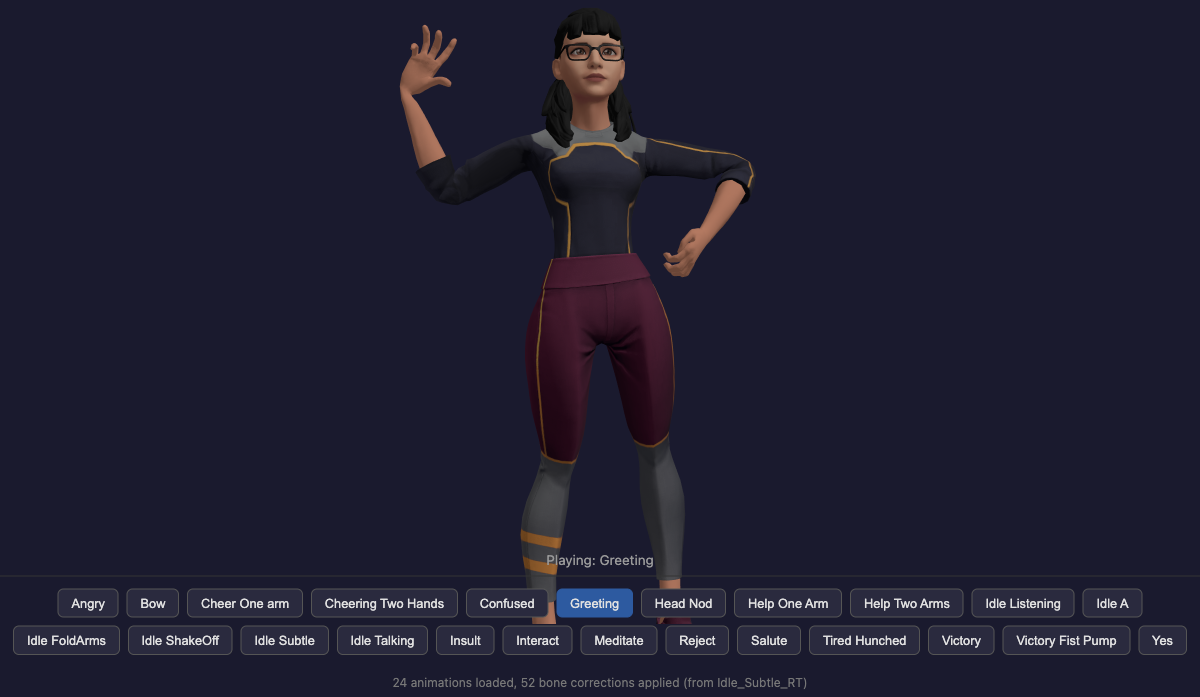 Playing: Greeting
Angry Bow Cheer One arm Cheering Two Hands Confused Greeting Head Nod Help One Arm Help Two Arms Idle Listening Idle A
Idle FoldArms Idle ShakeOff Idle Subtle Idle Talking Insult Interact Meditate Reject Salute Tired Hunched Victory Victory Fist Pump Yes
24 animations loaded, 52 bone corrections applied (from Idle_Subtle_RT)